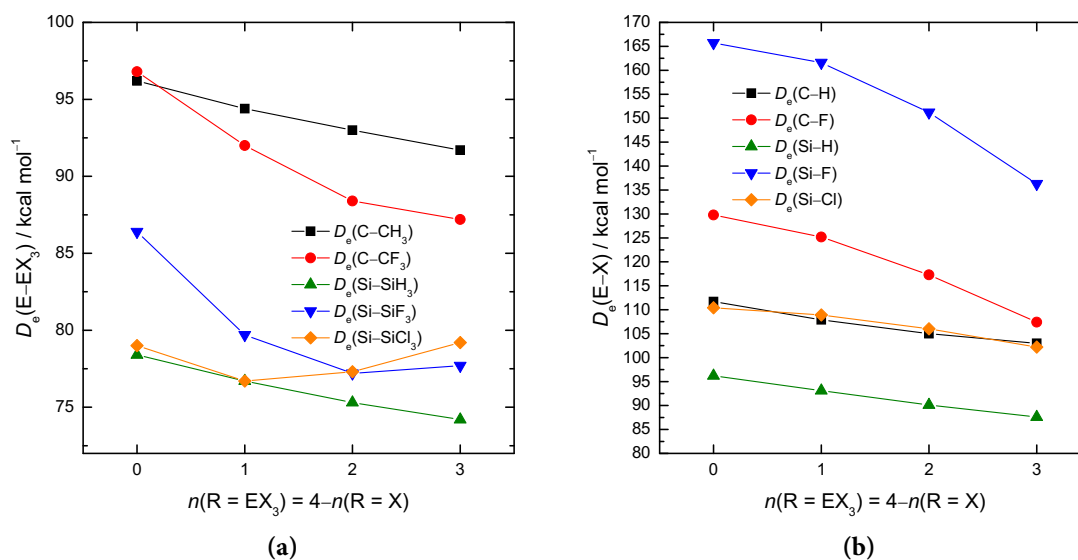 100
95
90
85
80
75
Dₑ(E–EX₃) / kcal mol⁻¹
Dₑ(C–CH₃)
Dₑ(C–CF₃)
Dₑ(Si–SiH₃)
Dₑ(Si–SiF₃)
Dₑ(Si–SiCl₃)
0 1 2 3
n(R = EX₃) = 4–n(R = X)
(a)
170
165
160
155
150
145
140
135
130
125
120
115
110
105
100
95
90
85
80
Dₑ(E–X) / kcal mol⁻¹
Dₑ(C–H)
Dₑ(C–F)
Dₑ(Si–H)
Dₑ(Si–F)
Dₑ(Si–Cl)
0 1 2 3
n(R = EX₃) = 4–n(R = X)
(b)